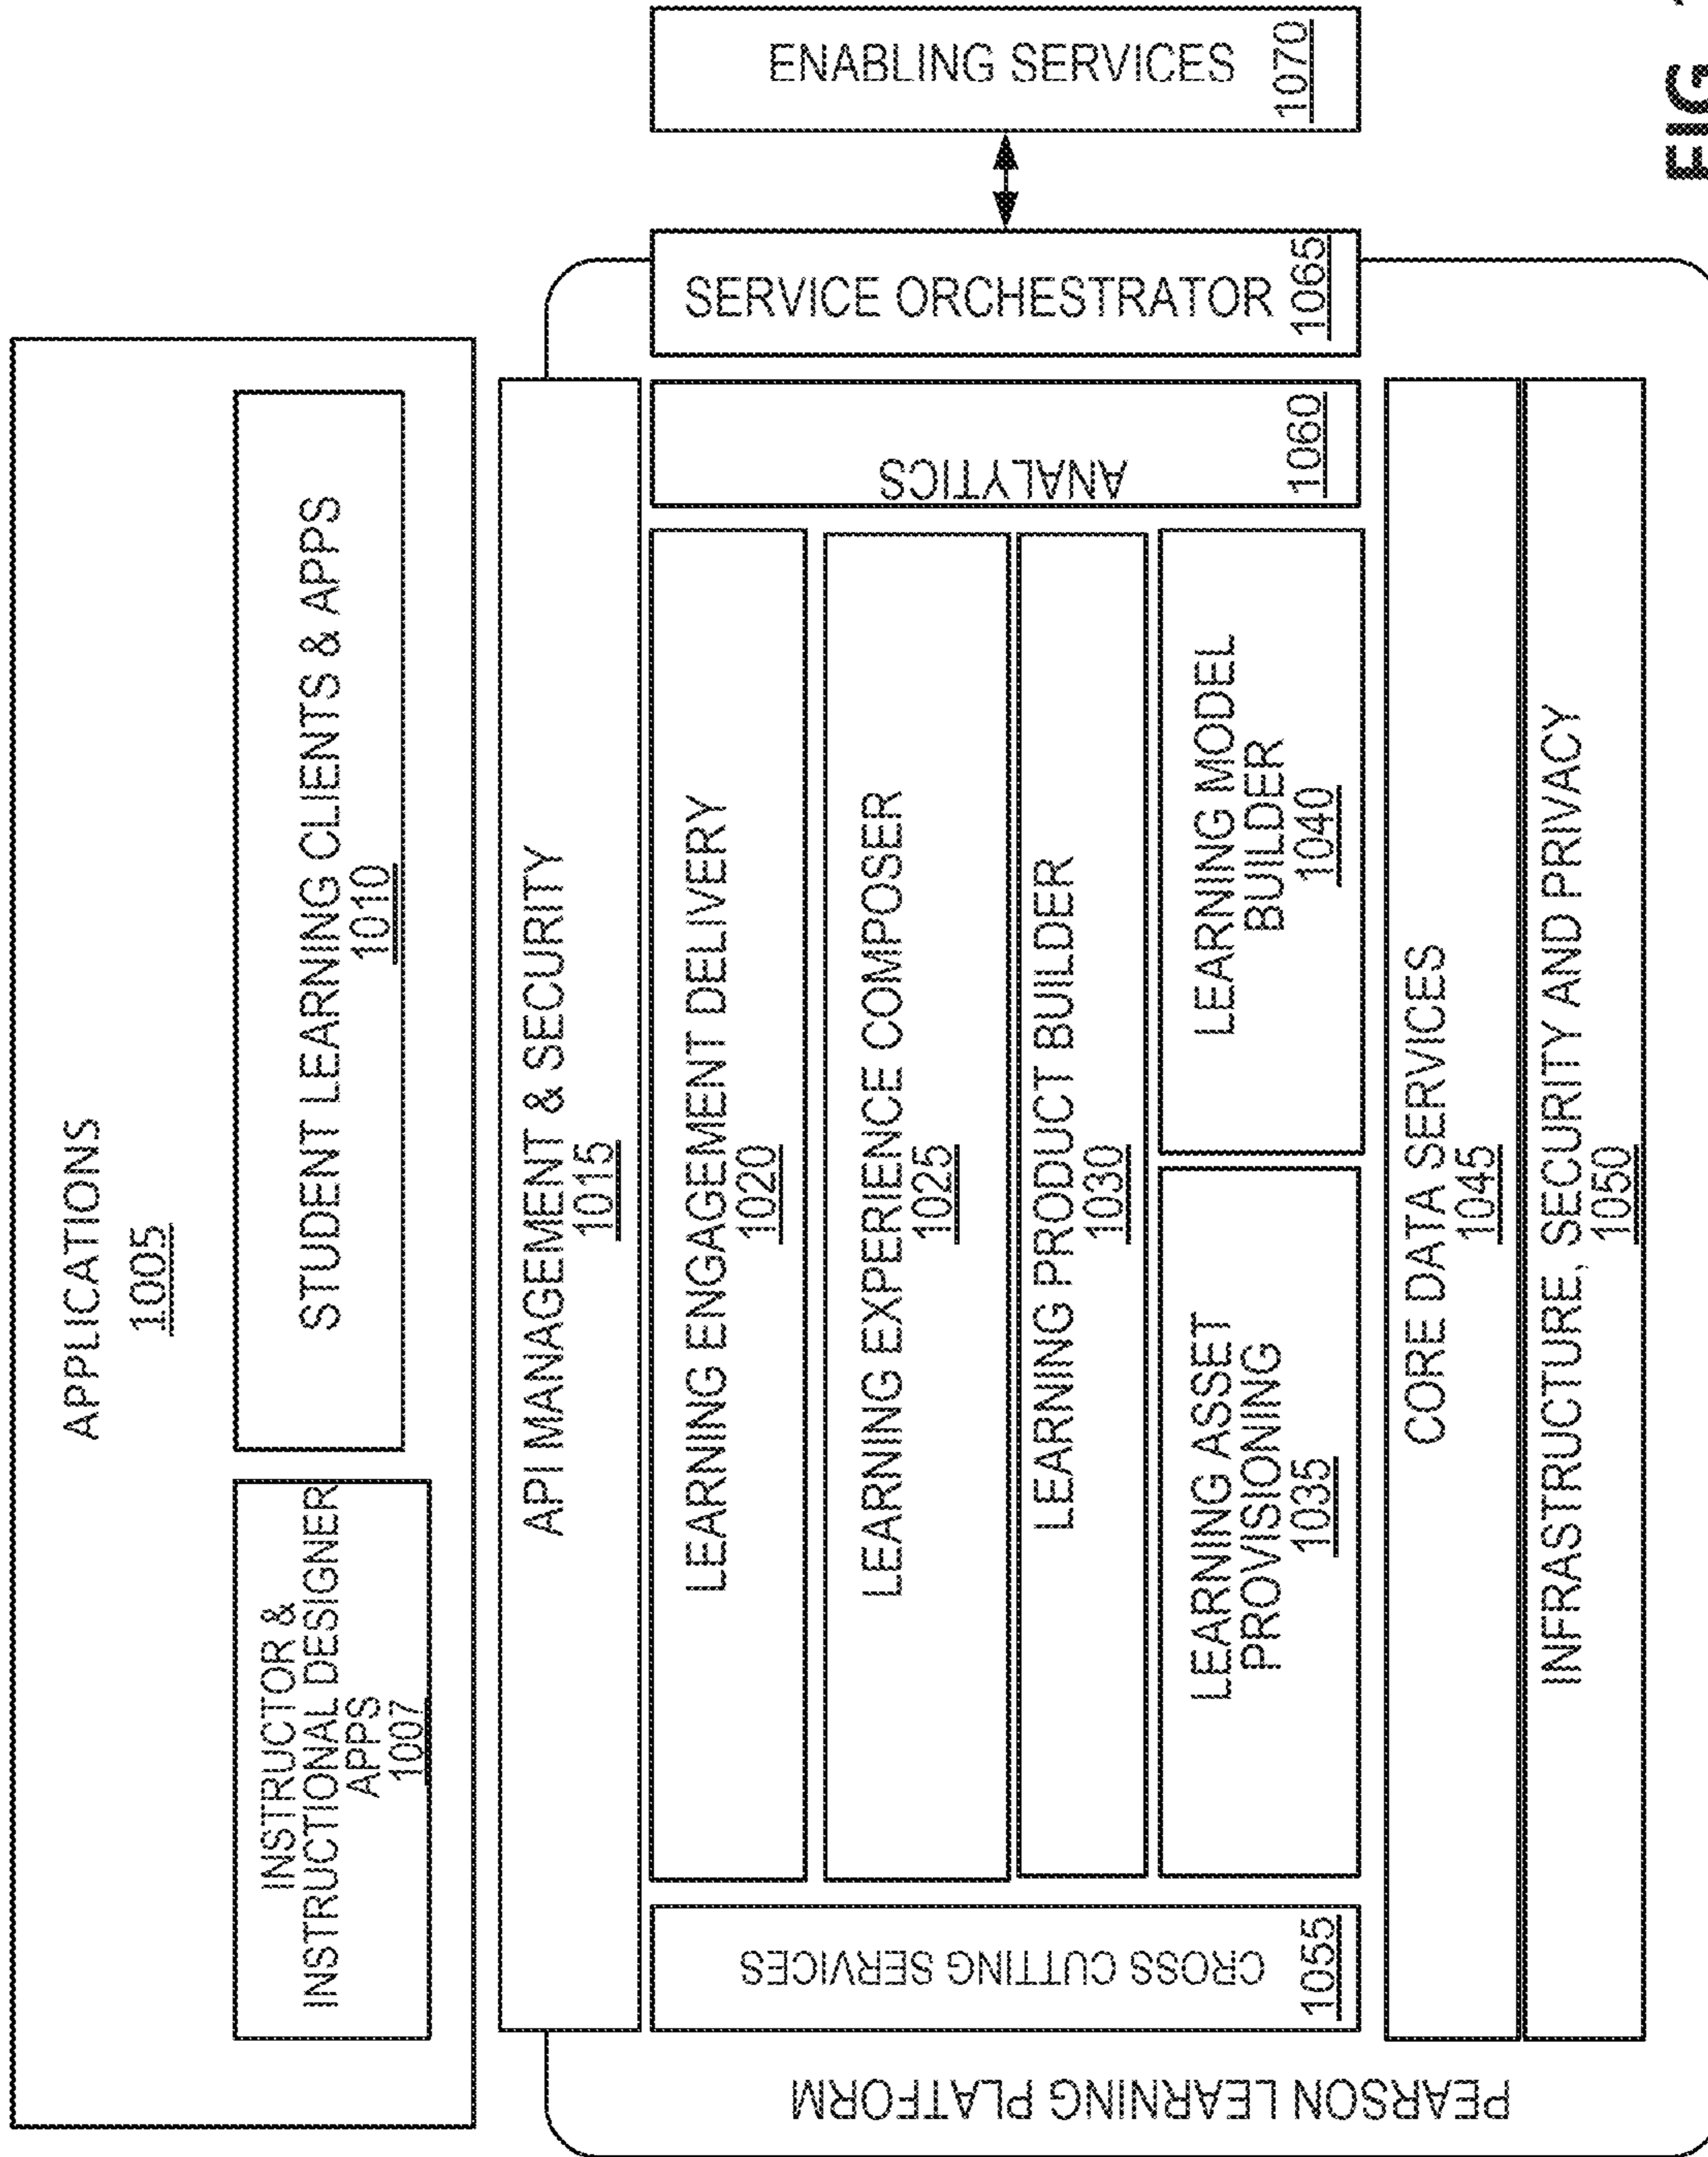 APPLICATIONS
1005
INSTRUCTOR &
INSTRUCTIONAL DESIGNER
APPS
1007
STUDENT LEARNING CLIENTS & APPS
1010
API MANAGEMENT & SECURITY
1015
PEARSON LEARNING PLATFORM
CROSS CUTTING SERVICES
1055
LEARNING ENGAGEMENT DELIVERY
1020
LEARNING EXPERIENCE COMPOSER
1025
LEARNING PRODUCT BUILDER
1030
LEARNING ASSET
PROVISIONING
1035
LEARNING MODEL
BUILDER
1040
ANALYTICS
1060
SERVICE ORCHESTRATOR
1065
ENABLING SERVICES
1070
CORE DATA SERVICES
1045
INFRASTRUCTURE, SECURITY AND PRIVACY
1050
FIG.